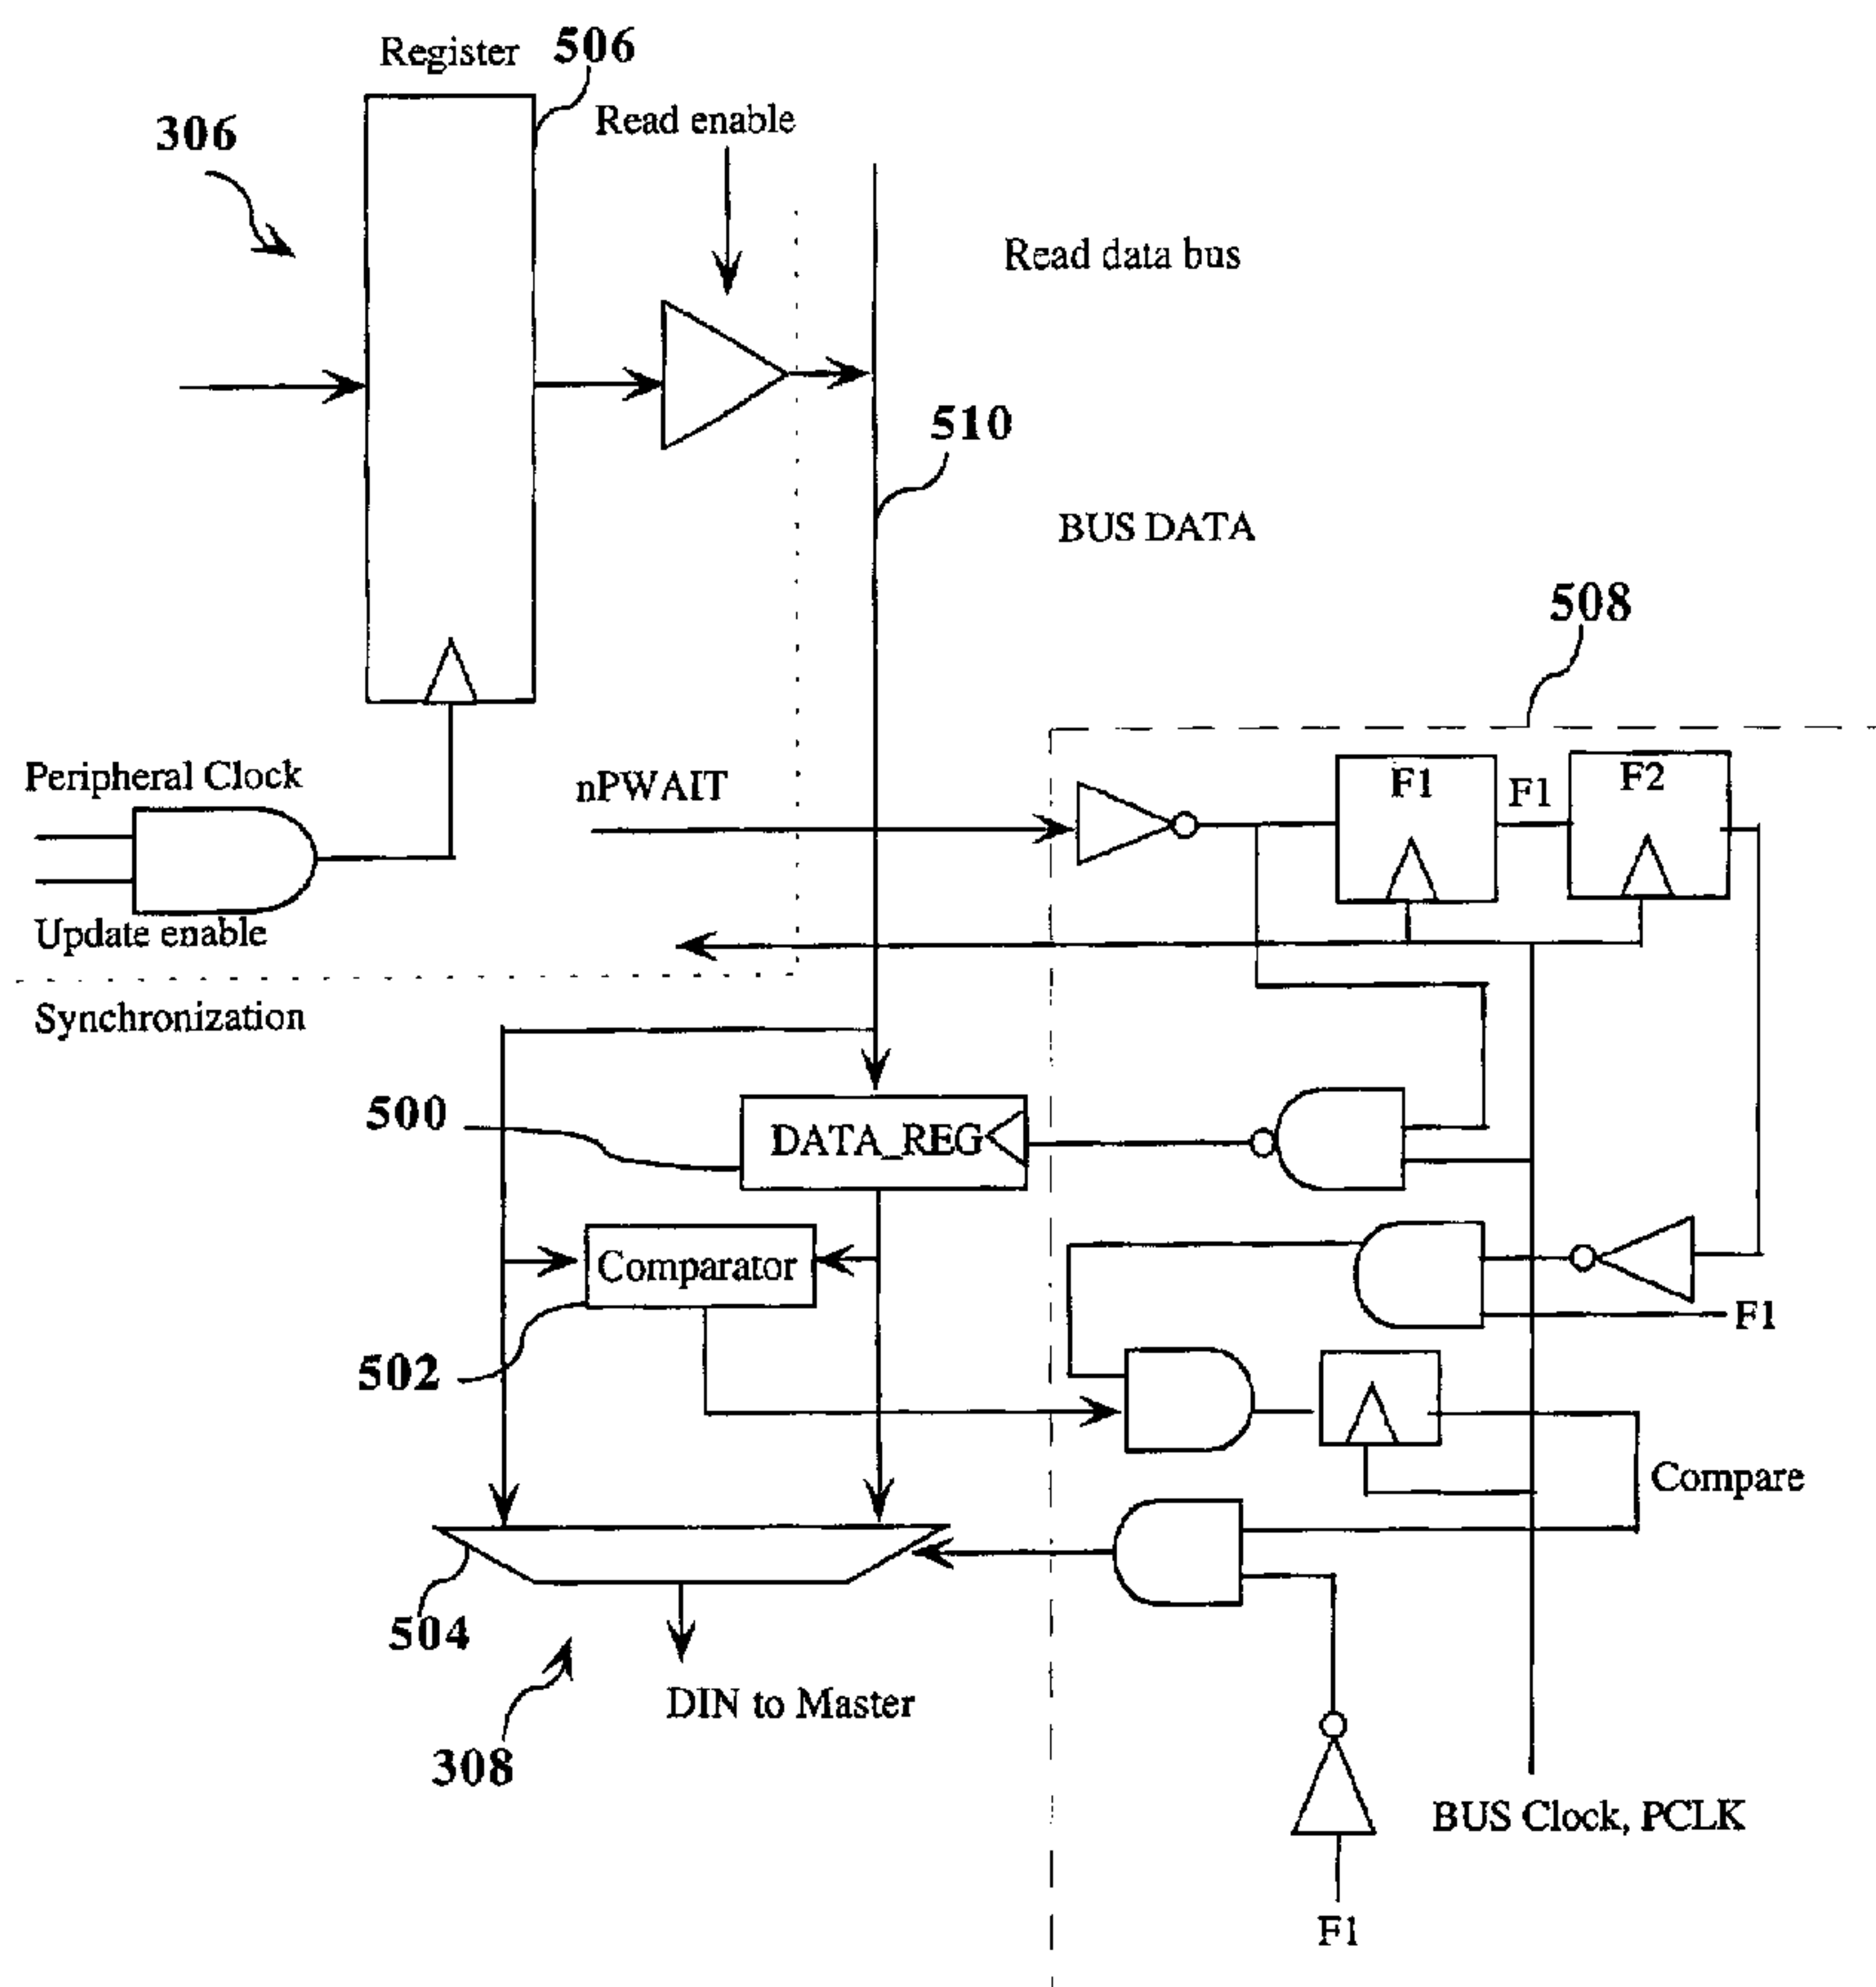 Register 506
306
Read enable
Read data bus
510
BUS DATA
508
Peripheral Clock
nPWAIT
F1
F1
F2
Update enable
Synchronization
500
DATA_REG
Comparator
F1
502
Compare
504
DIN to Master
308
BUS Clock, PCLK
F1